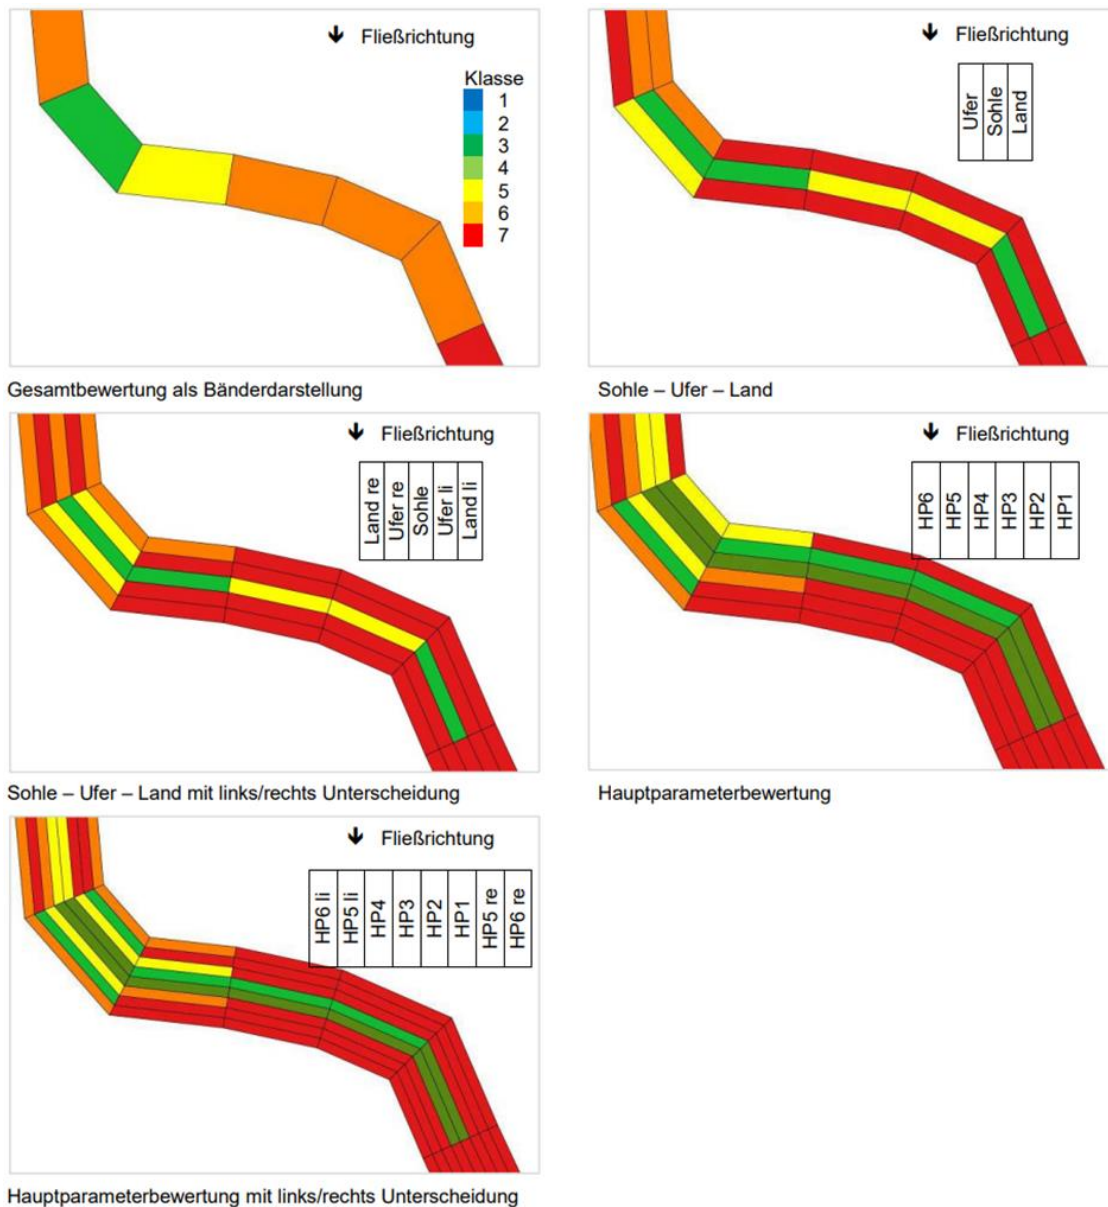 🡻 Fließrichtung
Klasse
1
2
3
4
5
6
7
Gesamtbewertung als Bänderdarstellung
🡻 Fließrichtung
Ufer
Sohle
Land
Sohle – Ufer – Land
🡻 Fließrichtung
Land re
Ufer re
Sohle
Ufer li
Land li
Sohle – Ufer – Land mit links/rechts Unterscheidung
🡻 Fließrichtung
HP6
HP5
HP4
HP3
HP2
HP1
Hauptparameterbewertung
🡻 Fließrichtung
HP6 li
HP5 li
HP4
HP3
HP2
HP1
HP5 re
HP6 re
Hauptparameterbewertung mit links/rechts Unterscheidung